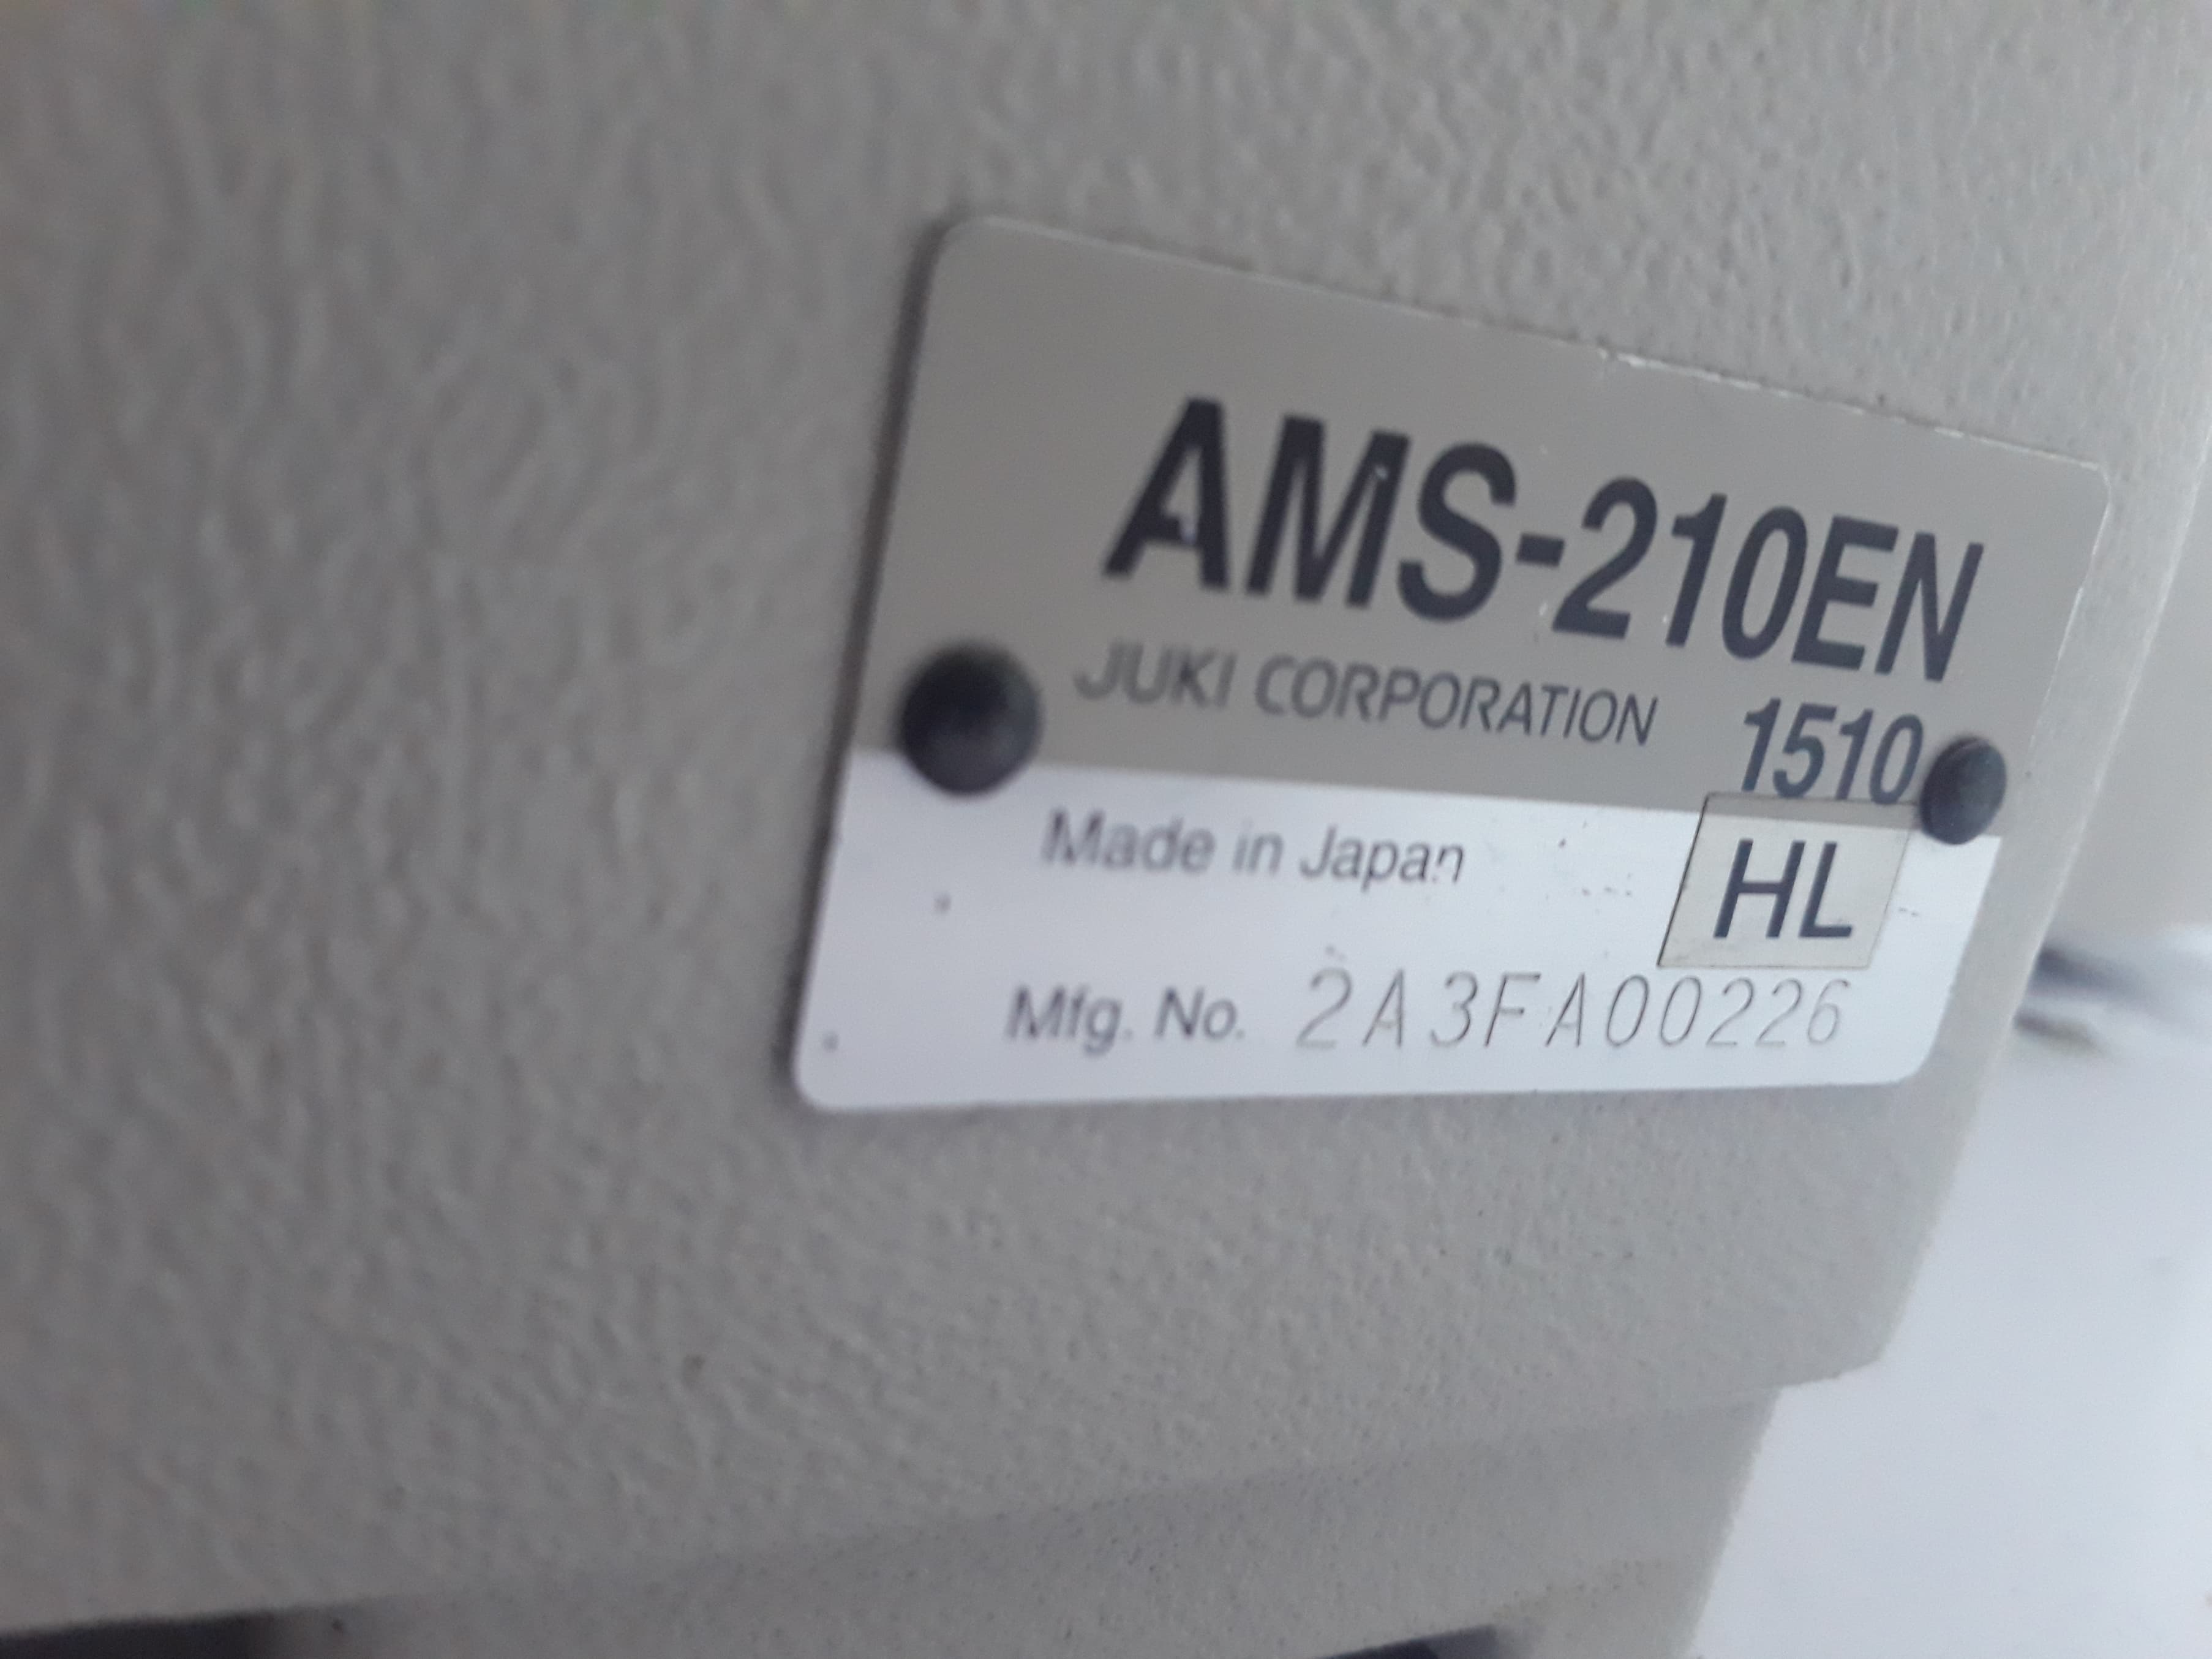 AMS-210EN
JUKI CORPORATION 1510
Made in Japan HL
Mfg. No. 2A3FA00226